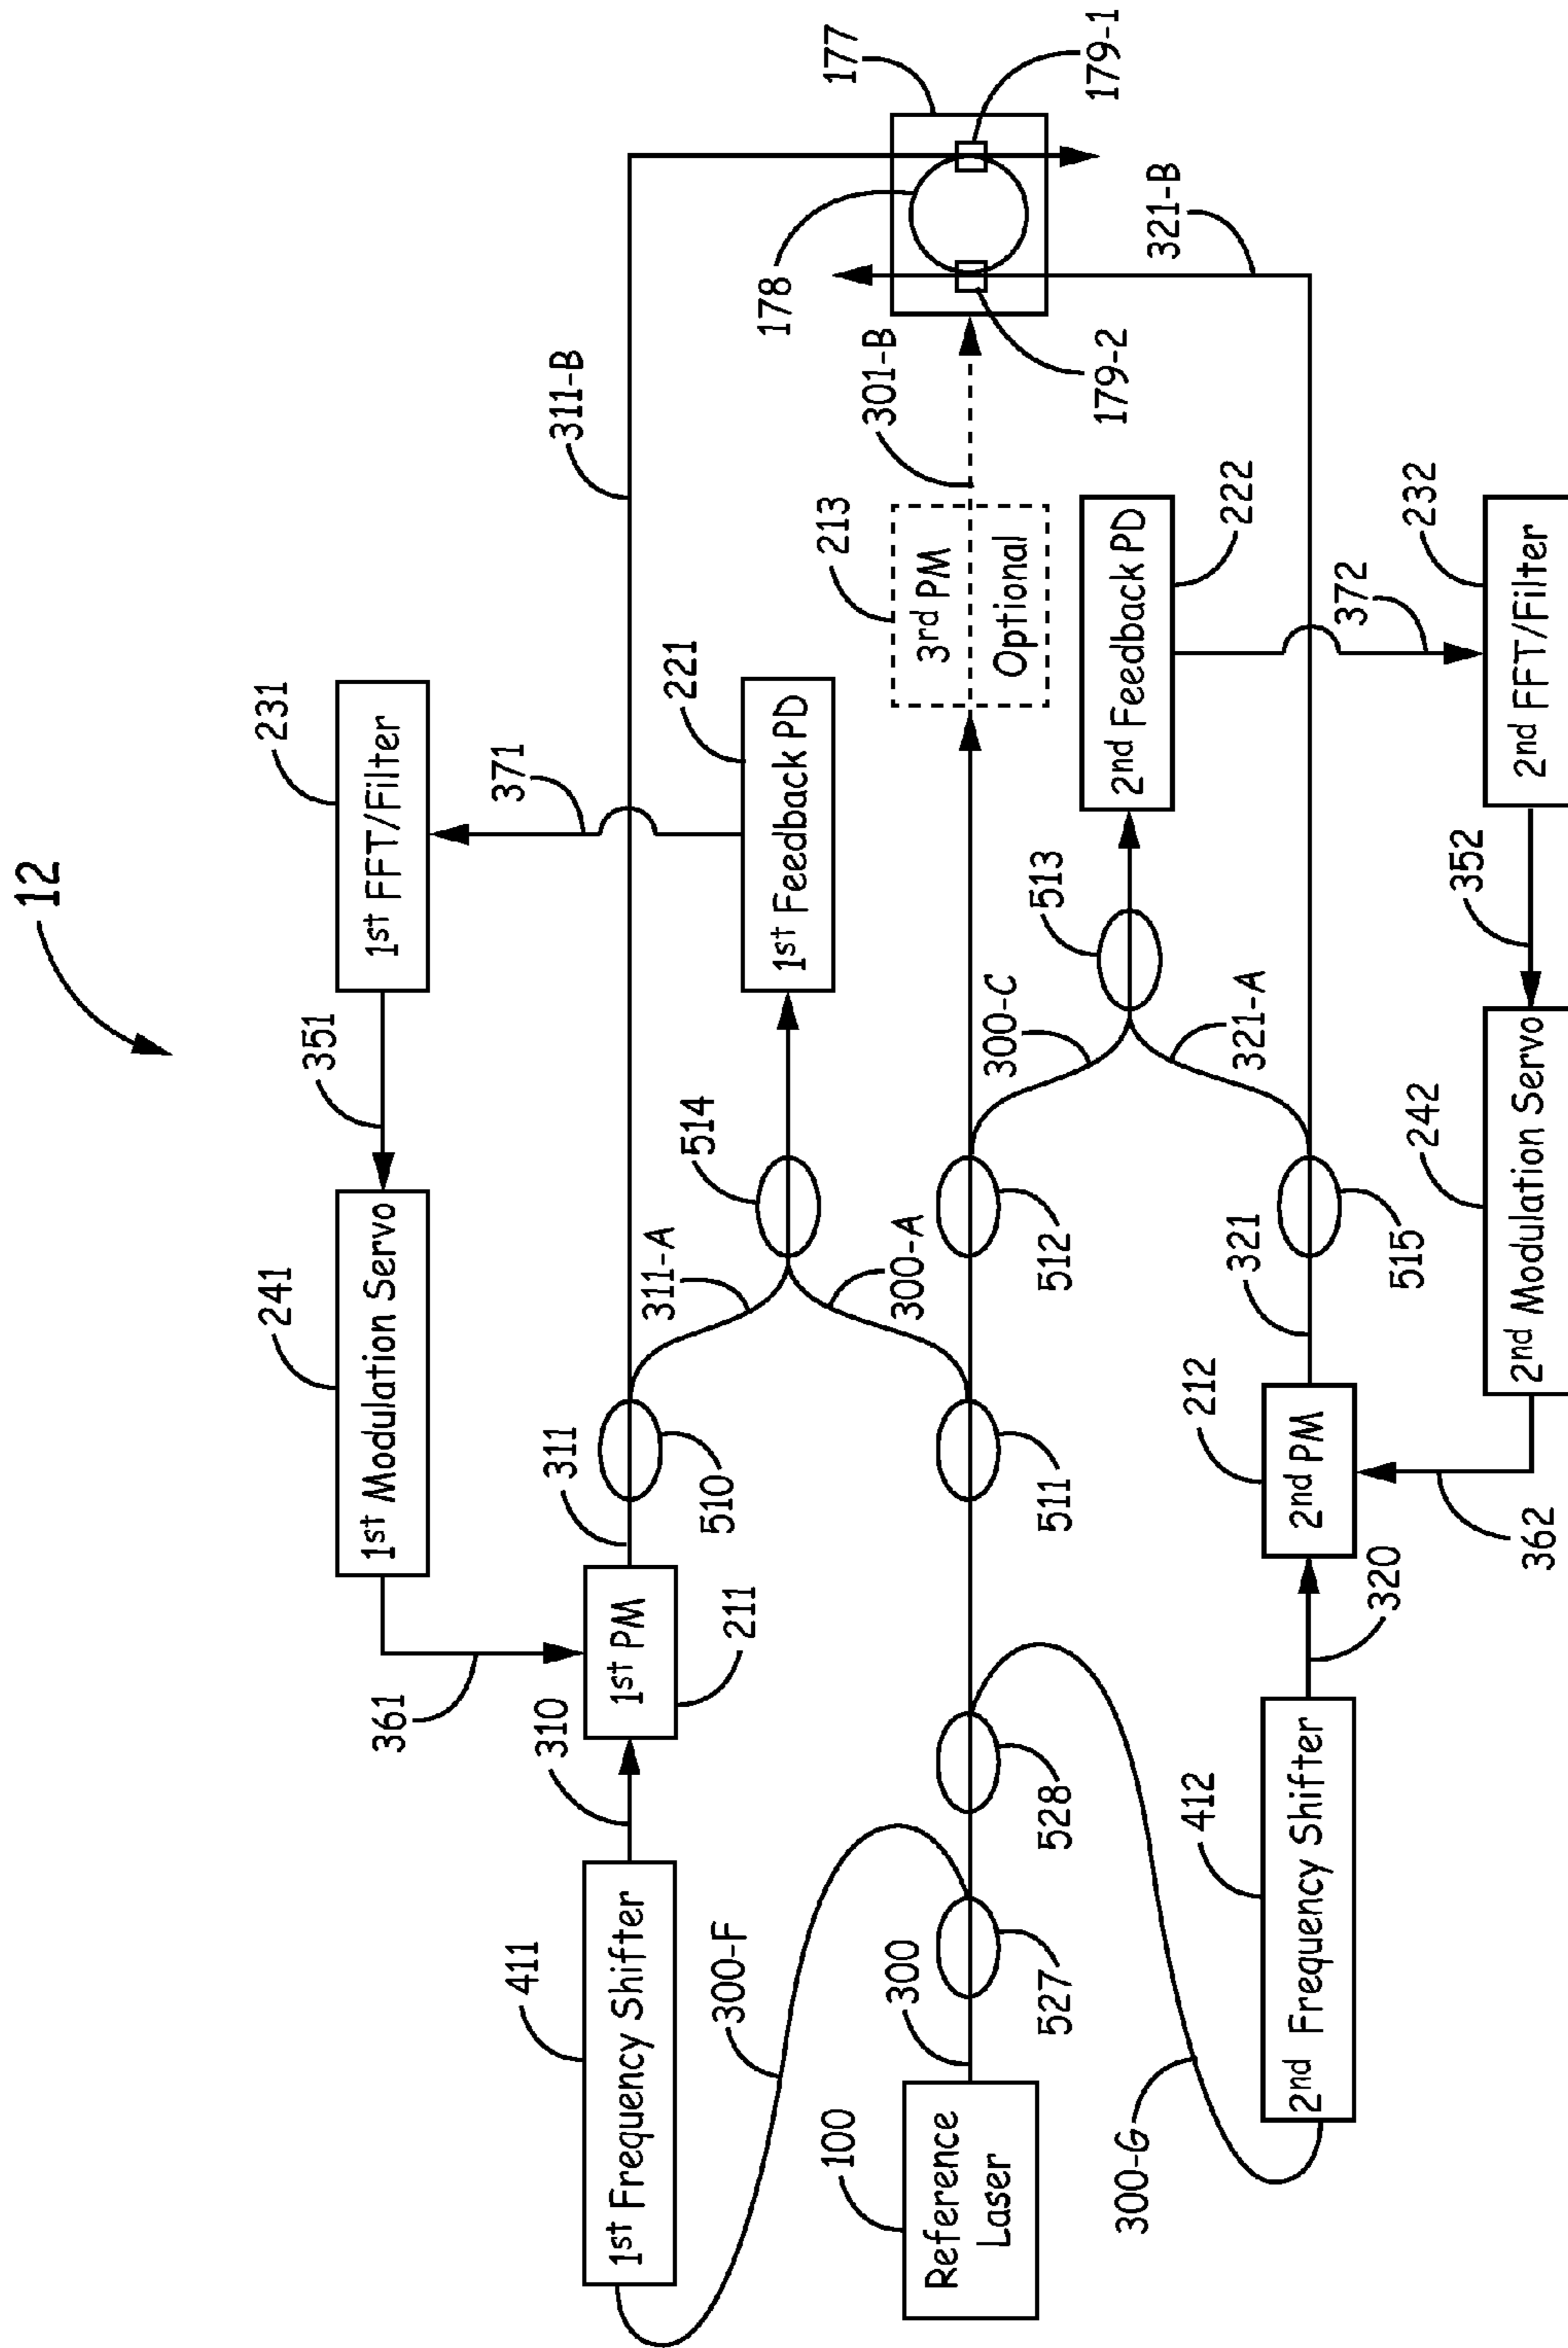 12
241
1st Modulation Servo
351
231
1st FFT/Filter
361
371
411
1st Frequency Shifter
310
1st PM
211
311
510
311-A
311-B
514
221
1st Feedback PD
300-F
300-A
100
Reference
Laser
300
527
528
511
512
300-C
213
3rd PM
Optional
301-B
178
177
179-1
179-2
300-G
513
2nd Feedback PD
222
321-A
321-B
412
2nd Frequency Shifter
320
212
2nd PM
321
515
372
362
242
2nd Modulation Servo
352
232
2nd FFT/Filter